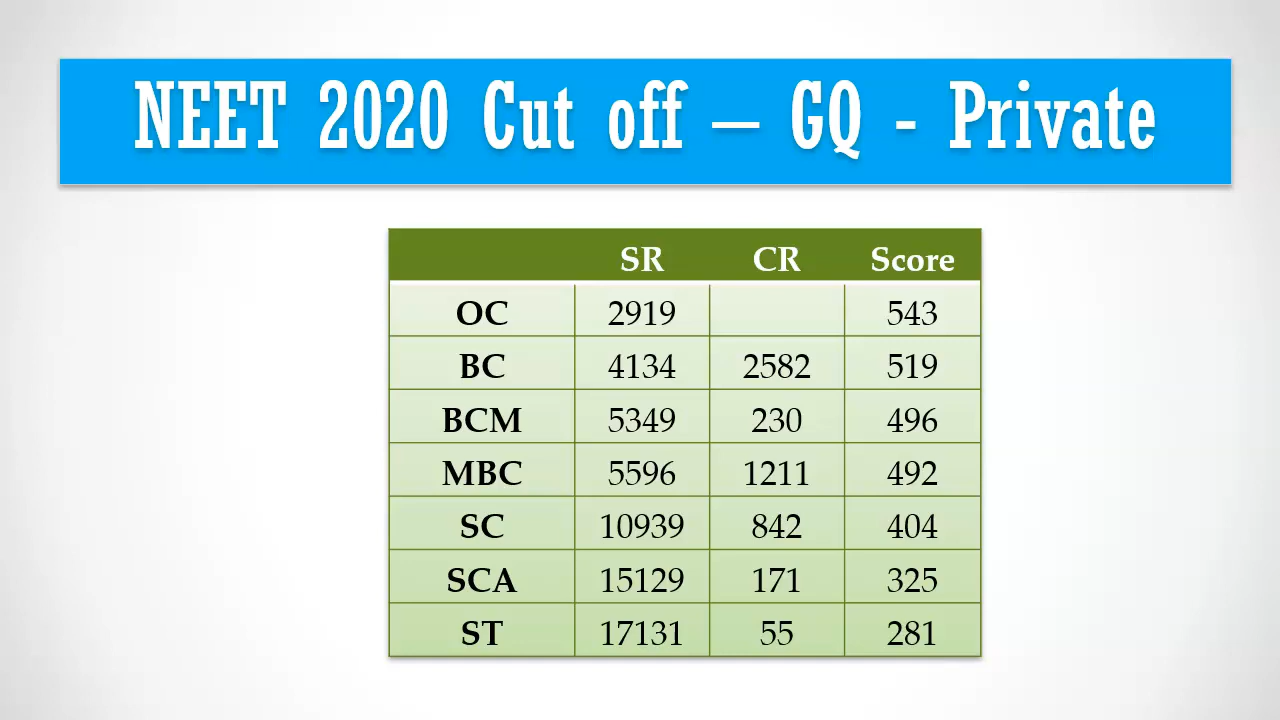 NEET 2020 Cut off – GQ - Private
SR CR Score
OC 2919 543
BC 4134 2582 519
BCM 5349 230 496
MBC 5596 1211 492
SC 10939 842 404
SCA 15129 171 325
ST 17131 55 281